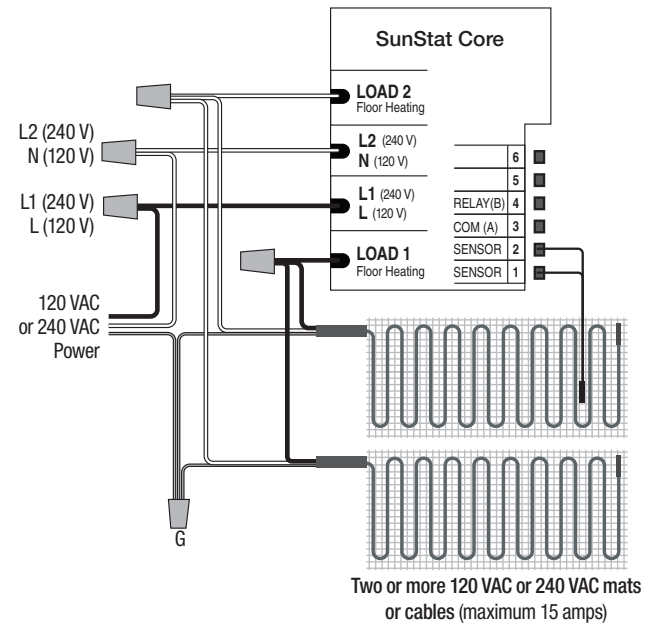 SunStat Core
LOAD 2
Floor Heating
L2 (240 V)
N (120 V)
L2 (240 V)
N (120 V)
L1 (240 V)
L (120 V)
L1 (240 V)
L (120 V)
LOAD 1
Floor Heating
6
5
RELAY(B) 4
COM (A) 3
SENSOR 2
SENSOR 1
120 VAC
or 240 VAC
Power
G
Two or more 120 VAC or 240 VAC mats
or cables (maximum 15 amps)